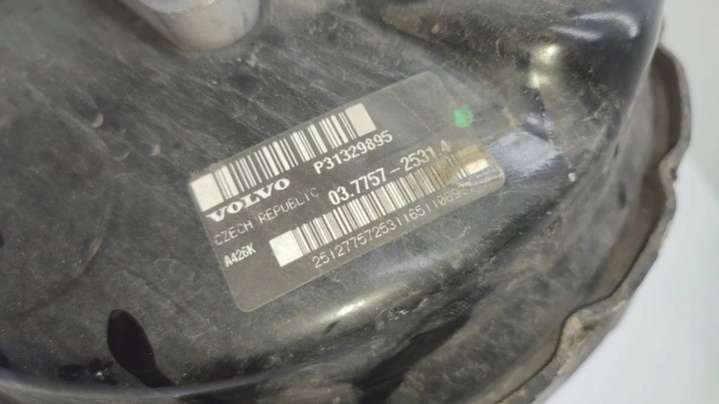 P31329895
VOLVO
CZECH REPUBLIC
03.7757-2531.4
A426K